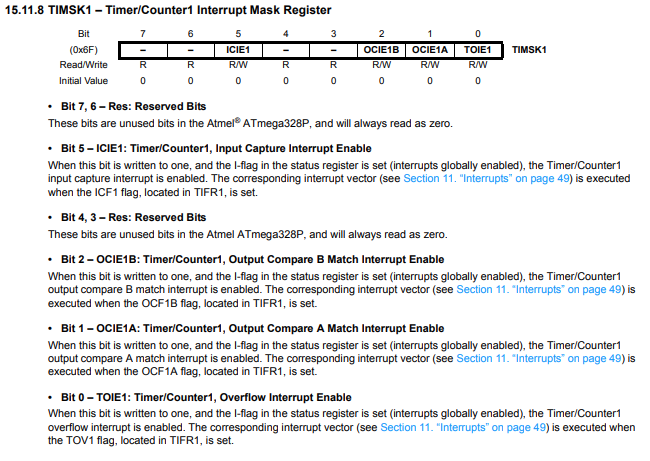 15.11.8 TIMSK1 – Timer/Counter1 Interrupt Mask Register
Bit 7 6 5 4 3 2 1 0
(0x6F) – – ICIE1 – – OCIE1B OCIE1A TOIE1 TIMSK1
Read/Write R R R/W R R R/W R/W R/W
Initial Value 0 0 0 0 0 0 0 0
• Bit 7, 6 – Res: Reserved Bits
These bits are unused bits in the Atmel® ATmega328P, and will always read as zero.
• Bit 5 – ICIE1: Timer/Counter1, Input Capture Interrupt Enable
When this bit is written to one, and the I-flag in the status register is set (interrupts globally enabled), the Timer/Counter1
input capture interrupt is enabled. The corresponding interrupt vector (see Section 11. “Interrupts” on page 49) is executed
when the ICF1 flag, located in TIFR1, is set.
• Bit 4, 3 – Res: Reserved Bits
These bits are unused bits in the Atmel ATmega328P, and will always read as zero.
• Bit 2 – OCIE1B: Timer/Counter1, Output Compare B Match Interrupt Enable
When this bit is written to one, and the I-flag in the status register is set (interrupts globally enabled), the Timer/Counter1
output compare B match interrupt is enabled. The corresponding interrupt vector (see Section 11. “Interrupts” on page 49) is
executed when the OCF1B flag, located in TIFR1, is set.
• Bit 1 – OCIE1A: Timer/Counter1, Output Compare A Match Interrupt Enable
When this bit is written to one, and the I-flag in the status register is set (interrupts globally enabled), the Timer/Counter1
output compare A match interrupt is enabled. The corresponding interrupt vector (see Section 11. “Interrupts” on page 49) is
executed when the OCF1A flag, located in TIFR1, is set.
• Bit 0 – TOIE1: Timer/Counter1, Overflow Interrupt Enable
When this bit is written to one, and the I-flag in the status register is set (interrupts globally enabled), the Timer/Counter1
overflow interrupt is enabled. The corresponding interrupt vector (see Section 11. “Interrupts” on page 49) is executed when
the TOV1 flag, located in TIFR1, is set.